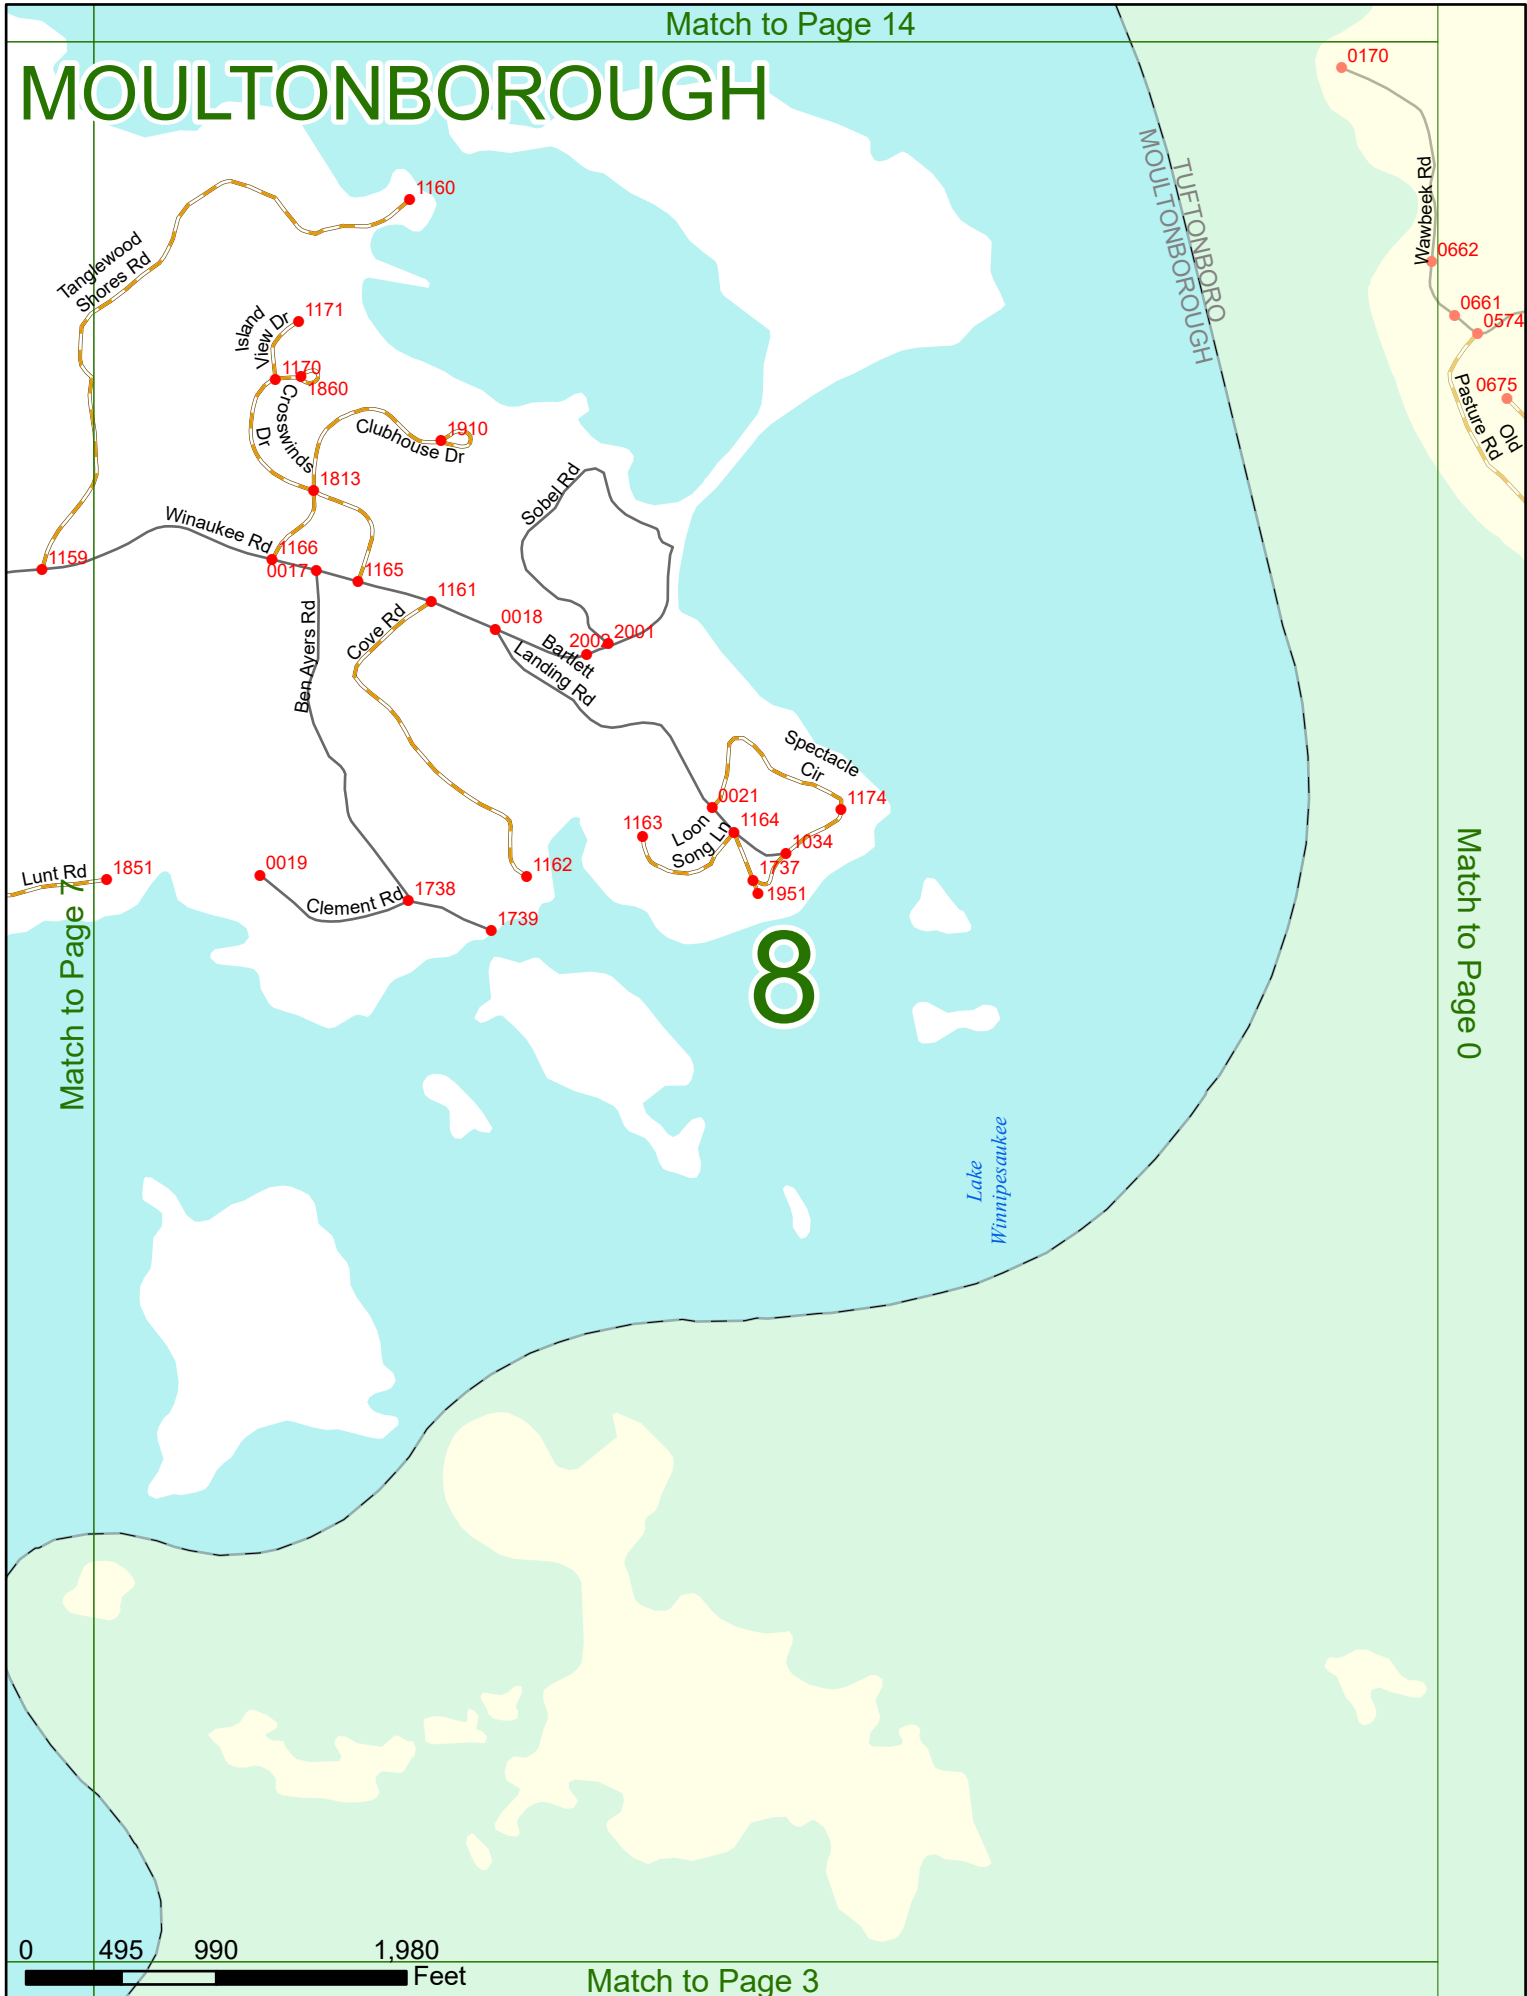 Match to Page 14
MOULTONBOROUGH
0170
1160
TUFTONBORO
MOULTONBOROUGH
Wawbeek Rd
0662
Tanglewood
Shores Rd
0661
0574
1171
Island
View Dr
1170
1860
0675
Old
Pasture Rd
Crosswinds
Dr
1910
Clubhouse Dr
1813
Sobel Rd
Winaukee Rd
1159
1166
0017
1165
1161
0018
2001
2002
Bartlett
Landing Rd
Cove Rd
Ben Ayers Rd
Spectacle
Cir
0021
1174
1163
Loon
Song Ln
1164
1034
1737
1951
1162
Lunt Rd
1851
0019
Clement Rd
1738
1739
Match to Page 7
8
Match to Page 0
Lake
Winnipesaukee
0 495 990 1,980
Feet
Match to Page 3